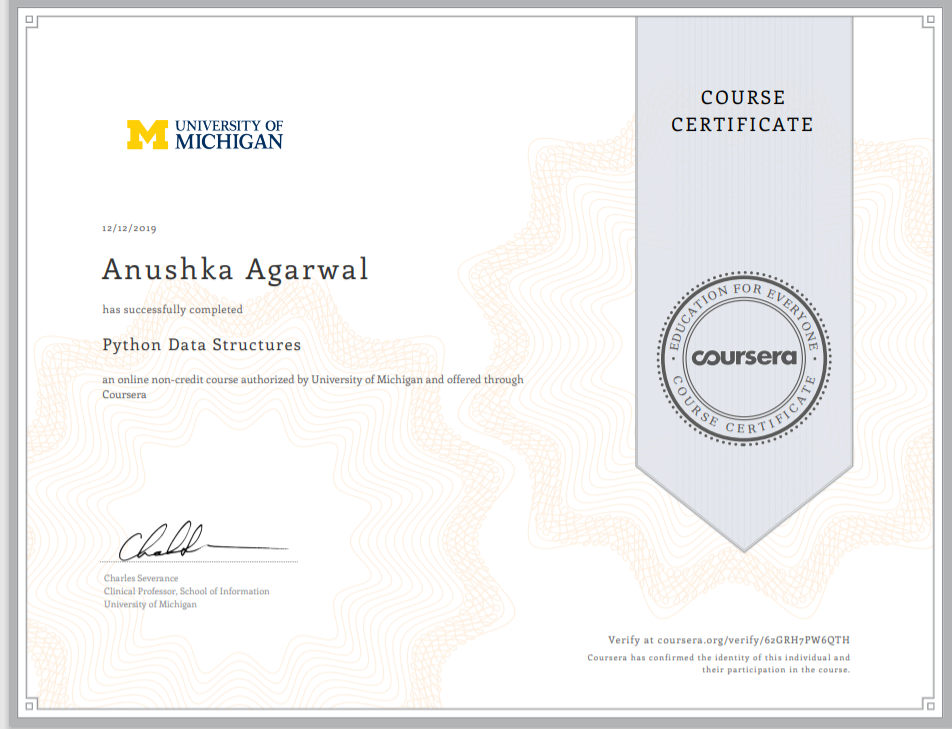 COURSE
CERTIFICATE
UNIVERSITY OF
MICHIGAN
12/12/2019
Anushka Agarwal
has successfully completed
Python Data Structures
an online non-credit course authorized by University of Michigan and offered through
Coursera
EDUCATION FOR EVERYONE
coursera
COURSE CERTIFICATE
Charles Severance
Clinical Professor, School of Information
University of Michigan
Verify at coursera.org/verify/62GRH7PW6QTH
Coursera has confirmed the identity of this individual and
their participation in the course.